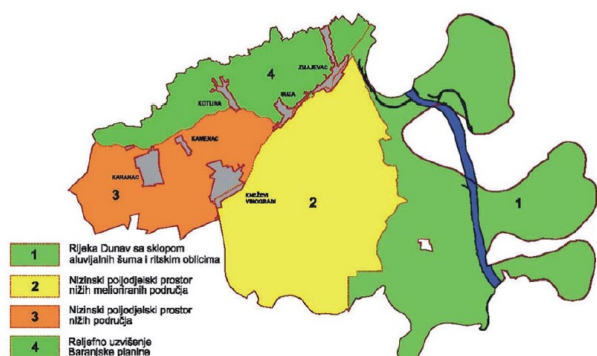 ZMAJEVAC
4
SUZA
KOTLINA
KAMENAC
KARANAC
3
KNEŽEVI
VINOGRADI
2
1
1 Rijeka Dunav sa sklopom
aluvijalnih šuma i ritskim oblicima
2 Nizinski poljodjelski prostor
nižih melioriranih područja
3 Nizinski poljodjelski prostor
nižih područja
4 Reljefno uzvišenje
Baranjske planine